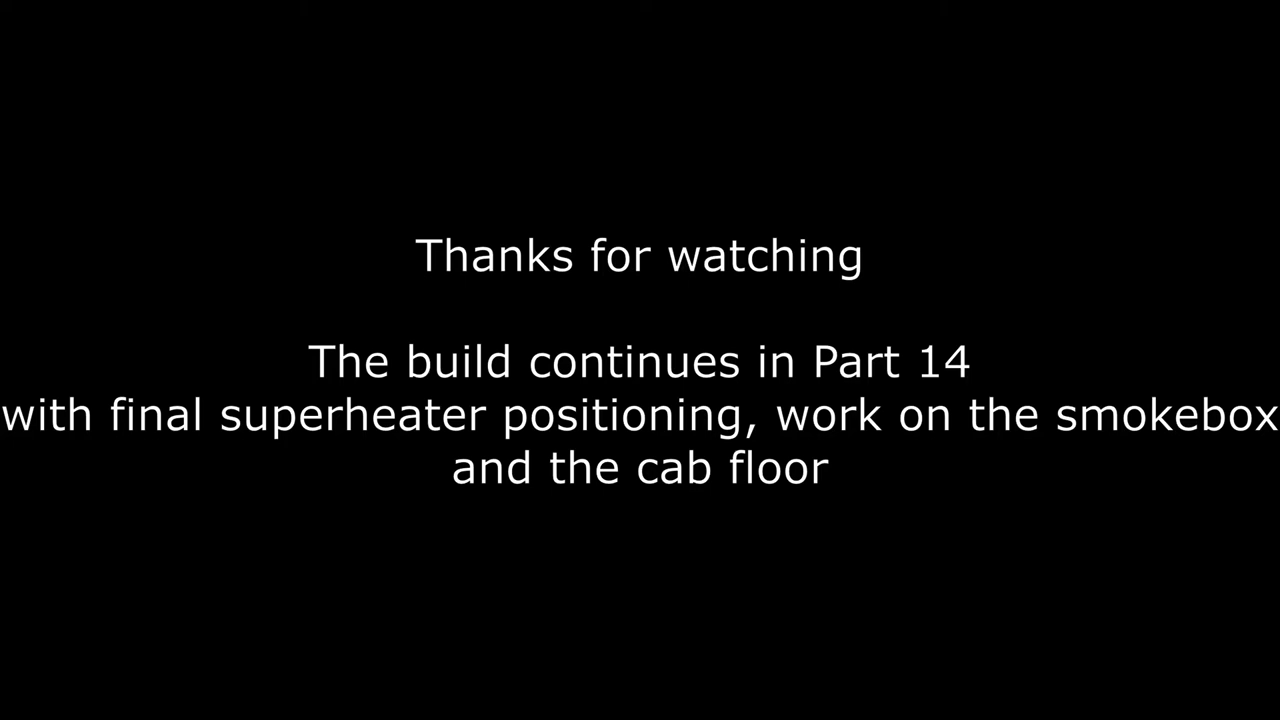 Thanks for watching
The build continues in Part 14
with final superheater positioning, work on the smokebox
and the cab floor